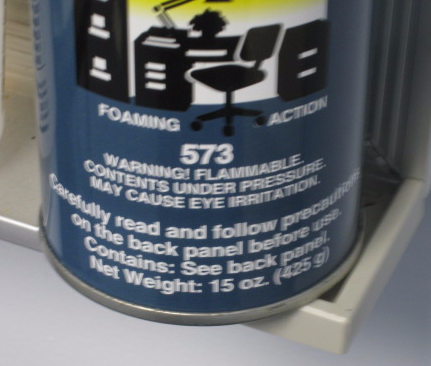 FOAMING ACTION
573
WARNING! FLAMMABLE.
CONTENTS UNDER PRESSURE.
MAY CAUSE EYE IRRITATION.
Carefully read and follow precautions
on the back panel before use.
Contains: See back panel.
Net Weight: 15 oz. (425 g)